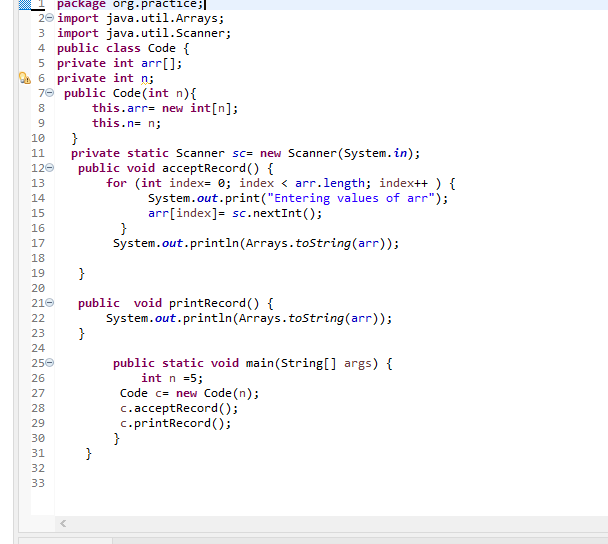 1 package org.practice;
2 import java.util.Arrays;
3 import java.util.Scanner;
4 public class Code {
5 private int arr[];
6 private int n;
7 public Code(int n){
8 this.arr= new int[n];
9 this.n= n;
10 }
11 private static Scanner sc= new Scanner(System.in);
12 public void acceptRecord() {
13 for (int index= 0; index < arr.length; index++ ) {
14 System.out.print("Entering values of arr");
15 arr[index]= sc.nextInt();
16 }
17 System.out.println(Arrays.toString(arr));
18
19 }
20
21 public void printRecord() {
22 System.out.println(Arrays.toString(arr));
23 }
24
25 public static void main(String[] args) {
26 int n =5;
27 Code c= new Code(n);
28 c.acceptRecord();
29 c.printRecord();
30 }
31 }
32
33